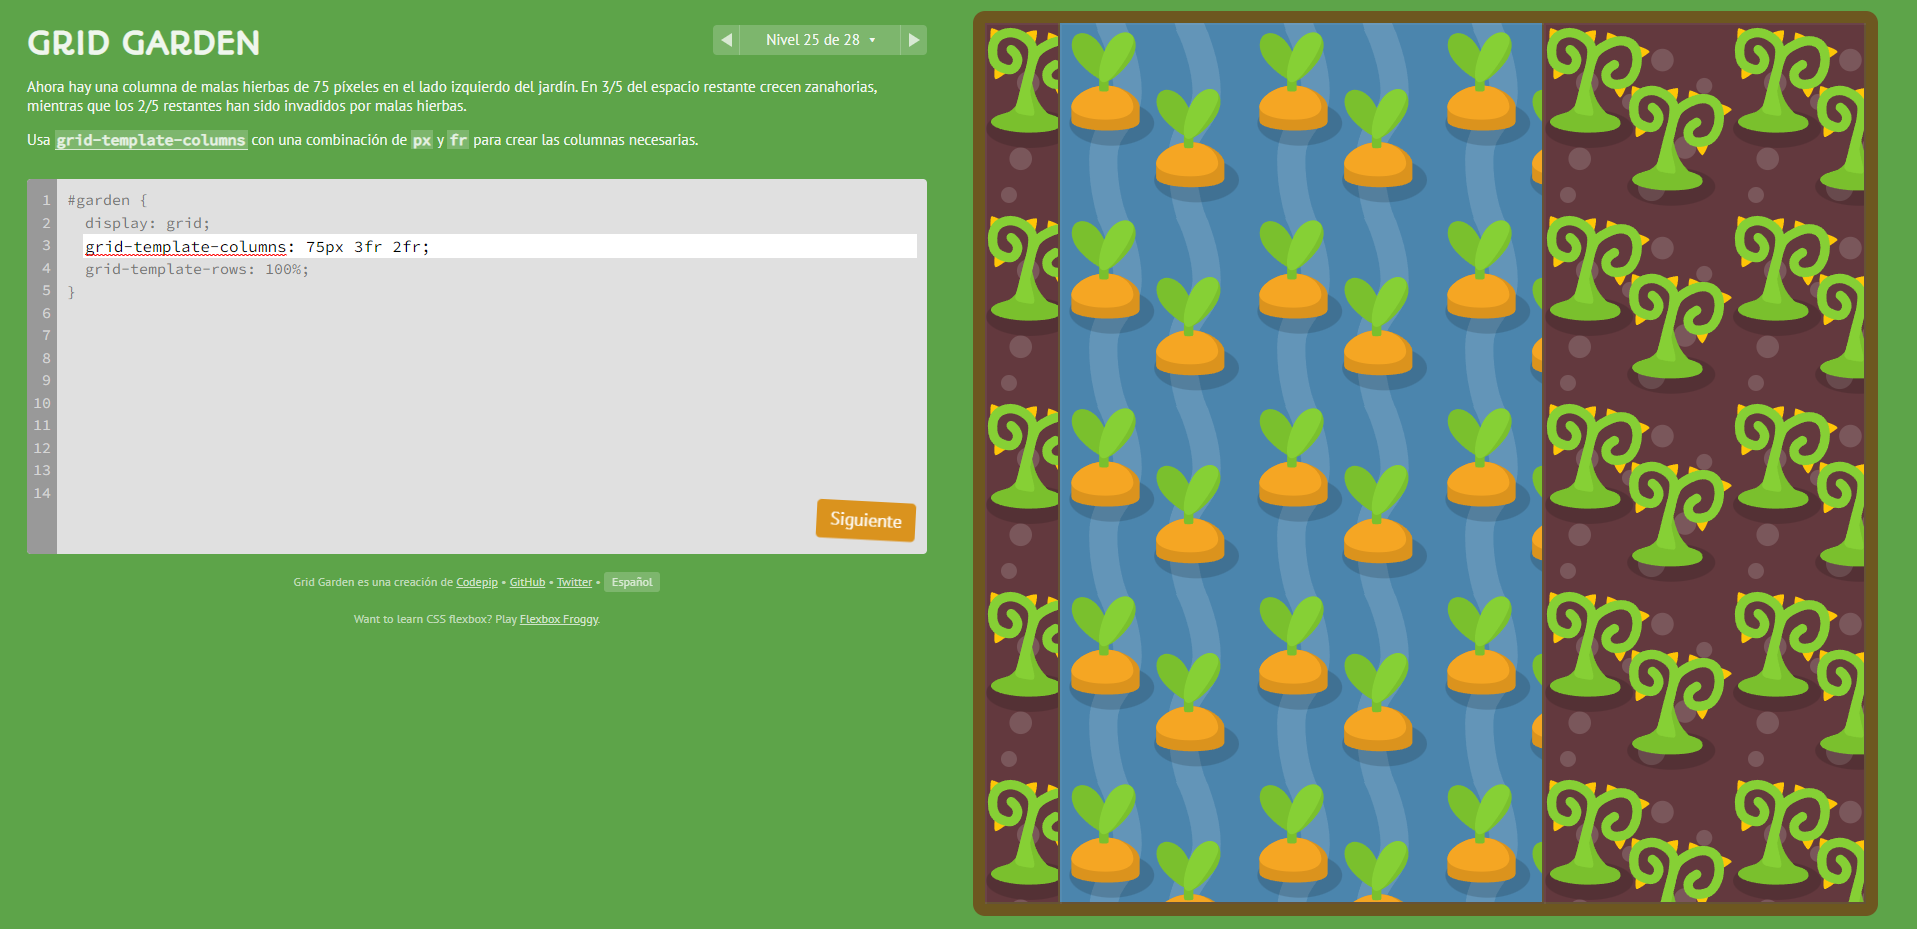 GRID GARDEN
Nivel 25 de 28
Ahora hay una columna de malas hierbas de 75 píxeles en el lado izquierdo del jardín. En 3/5 del espacio restante crecen zanahorias,
mientras que los 2/5 restantes han sido invadidos por malas hierbas.
Usa grid-template-columns con una combinación de px y fr para crear las columnas necesarias.
1 #garden {
2 display: grid;
3 grid-template-columns: 75px 3fr 2fr;
4 grid-template-rows: 100%;
5 }
6
7
8
9
10
11
12
13
14
Siguiente
Grid Garden es una creación de Codepip • GitHub • Twitter • Español
Want to learn CSS flexbox? Play Flexbox Froggy.